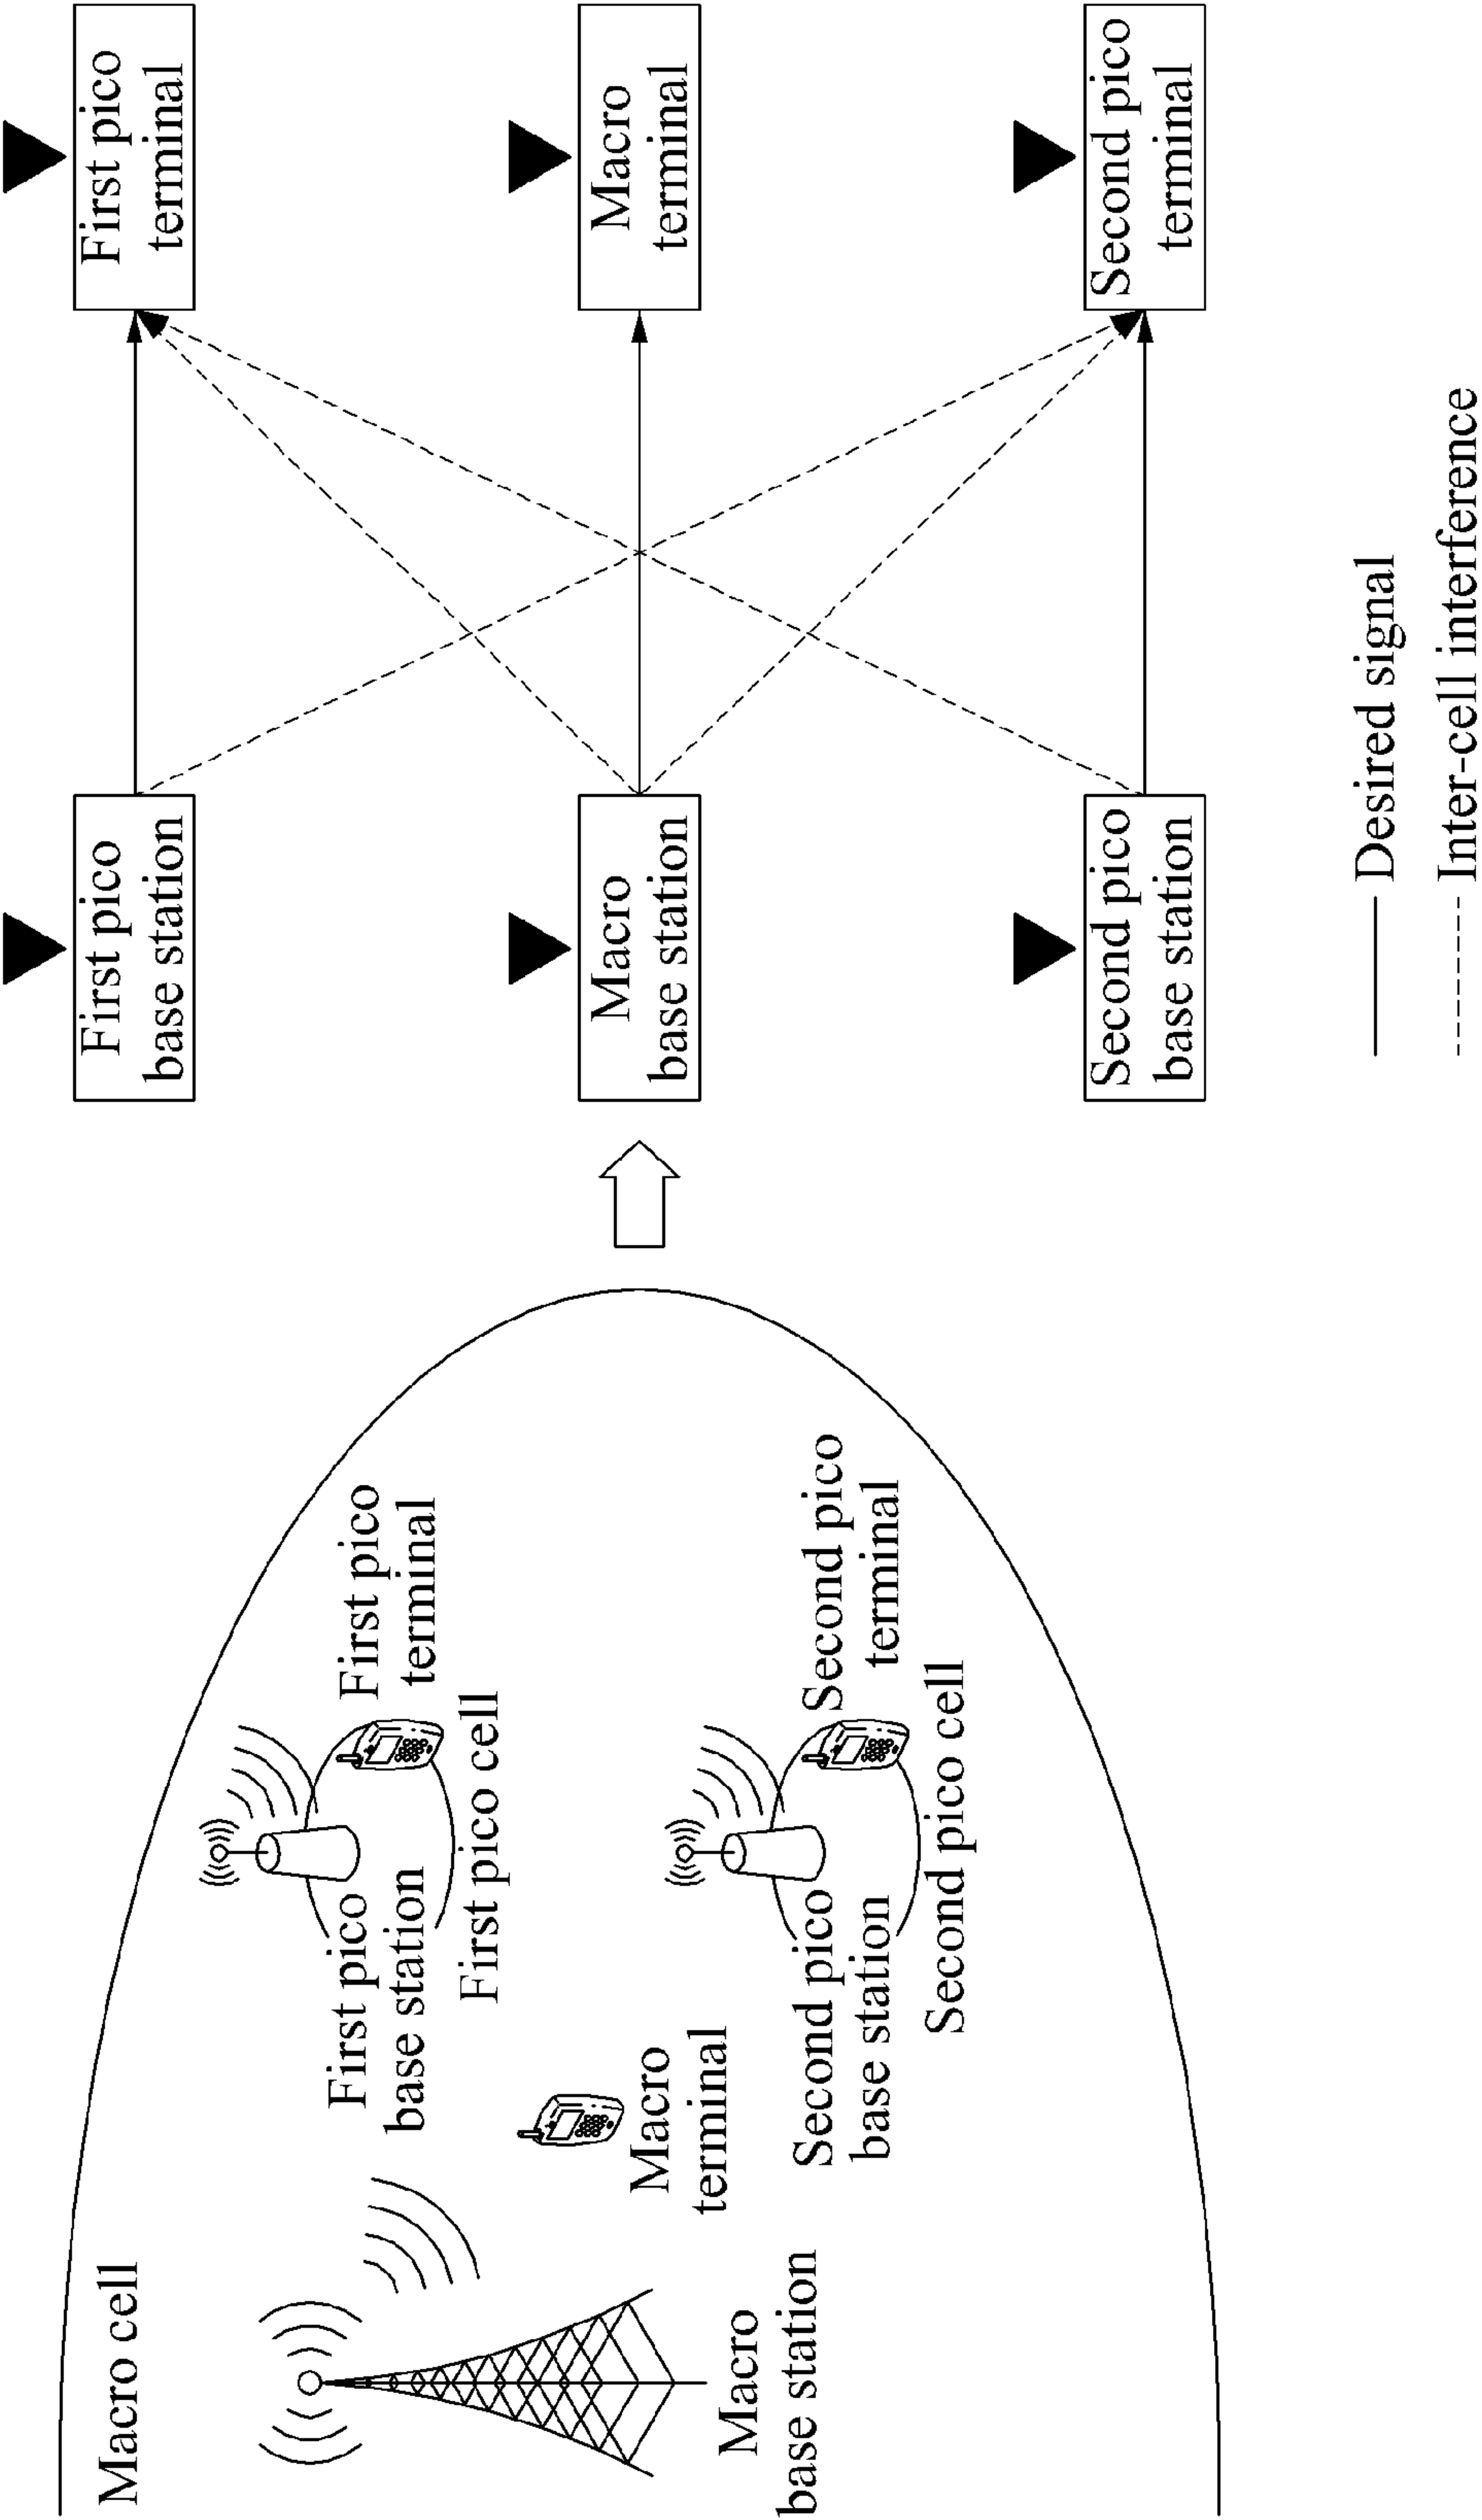 Macro cell
Macro
base station
Macro
terminal
First pico
base station
First pico cell
First pico
terminal
Second pico
base station
Second pico cell
Second pico
terminal
First pico
base station
First pico
terminal
Macro
base station
Macro
terminal
Second pico
base station
Second pico
terminal
Desired signal
Inter-cell interference